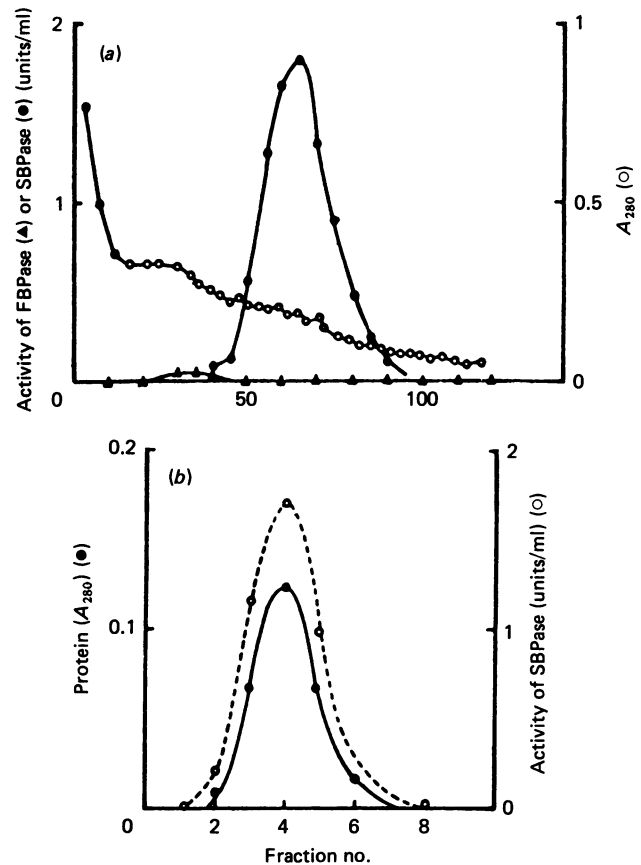 (a)
Activity of FBPase (▲) or SBPase (●) (units/ml)
2
1
0
50
100
1
0.5
0
A280 (○)
(b)
Protein (A280) (●)
0.2
0.1
0
2
4
6
8
2
1
0
Activity of SBPase (units/ml) (○)
Fraction no.